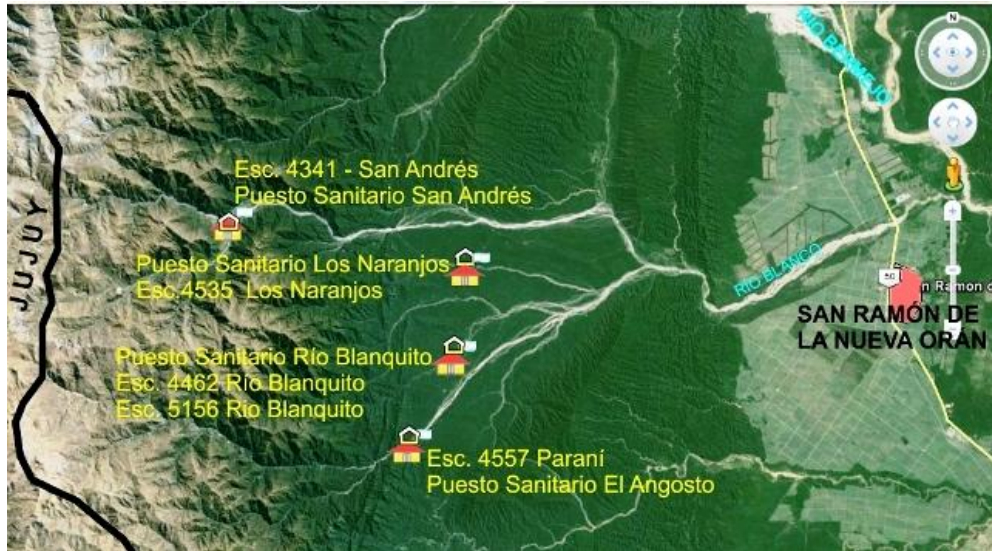 N
RIO BERMEJO
Esc. 4341 - San Andrés
Puesto Sanitario San Andrés
JUJUY
Puesto Sanitario Los Naranjos
Esc.4535 Los Naranjos
RIO BLANCO
50
n Ramon
SAN RAMÓN DE
LA NUEVA ORÁN
Puesto Sanitario Río Blanquito
Esc. 4462 Río Blanquito
Esc. 5156 Río Blanquito
Esc. 4557 Paraní
Puesto Sanitario El Angosto